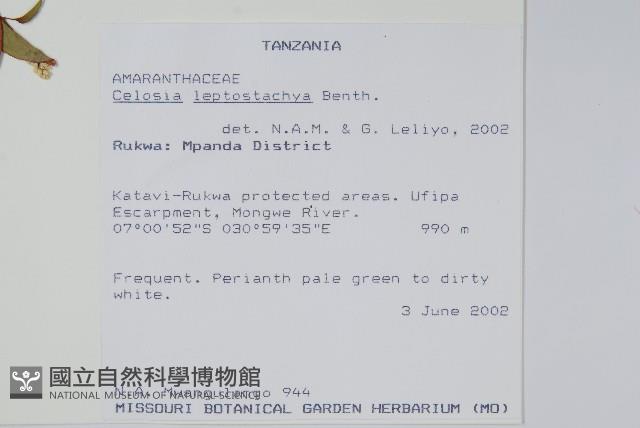 TANZANIA
AMARANTHACEAE
Celosia leptostachya Benth.
det. N.A.M. & G. Leliyo, 2002
Rukwa: Mpanda District
Katavi-Rukwa protected areas. Ufipa
Escarpment, Mongwe River.
07°00'52"S 030°59'35"E 990 m
Frequent. Perianth pale green to dirty
white.
3 June 2002
國立自然科學博物館
NATIONAL MUSEUM OF NATURAL SCIENCE
N.A. 944
MISSOURI BOTANICAL GARDEN HERBARIUM (MO)